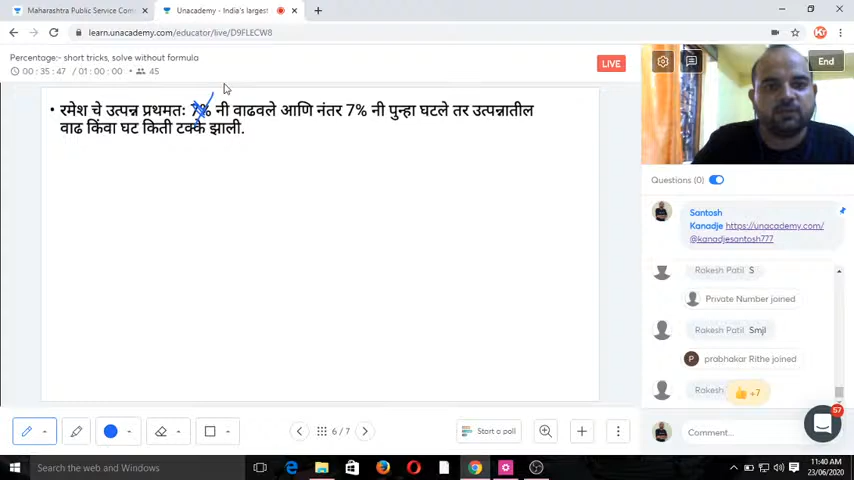 Maharashtra Public Service Com
Unacademy - India's largest
learn.unacademy.com/educator/live/D9FLECW8
Percentage:- short tricks, solve without formula
00 : 35 : 47 / 01 : 00 : 00 • 45
LIVE
End
• रमेश चे उत्पन्न प्रथमतः 7% नी वाढवले आणि नंतर 7% नी पुन्हा घटले तर उत्पन्नातील
वाढ किंवा घट किती टक्के झाली.
Questions (0)
Santosh
Kanadje https://unacademy.com/
@kanadjesantosh777
Rakesh Patil S
Private Number joined
Rakesh Patil Smjl
P prabhakar Rithe joined
Rakesh
+7
57
6 / 7
Start a poll
Comment...
Search the web and Windows
11:40 AM
23/06/2020